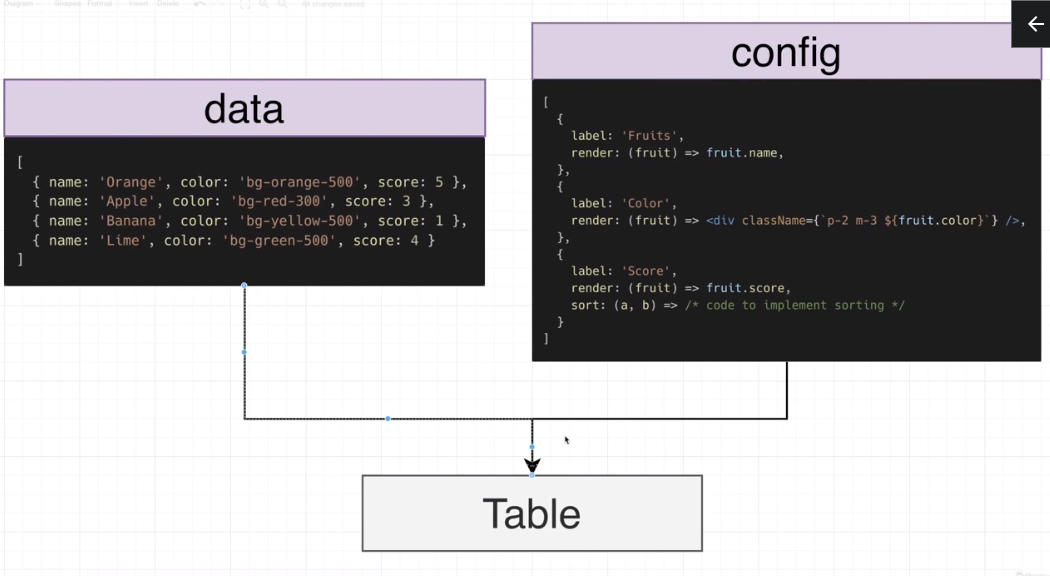 Diagram
Shapes
Format
Insert
Delete
All changes saved
data
[
  { name: 'Orange', color: 'bg-orange-500', score: 5 },
  { name: 'Apple', color: 'bg-red-300', score: 3 },
  { name: 'Banana', color: 'bg-yellow-500', score: 1 },
  { name: 'Lime', color: 'bg-green-500', score: 4 }
]
config
[
  {
    label: 'Fruits',
    render: (fruit) => fruit.name,
  },
  {
    label: 'Color',
    render: (fruit) => <div className={`p-2 m-3 ${fruit.color}`} />,
  },
  {
    label: 'Score',
    render: (fruit) => fruit.score,
    sort: (a, b) => /* code to implement sorting */
  }
]
Table